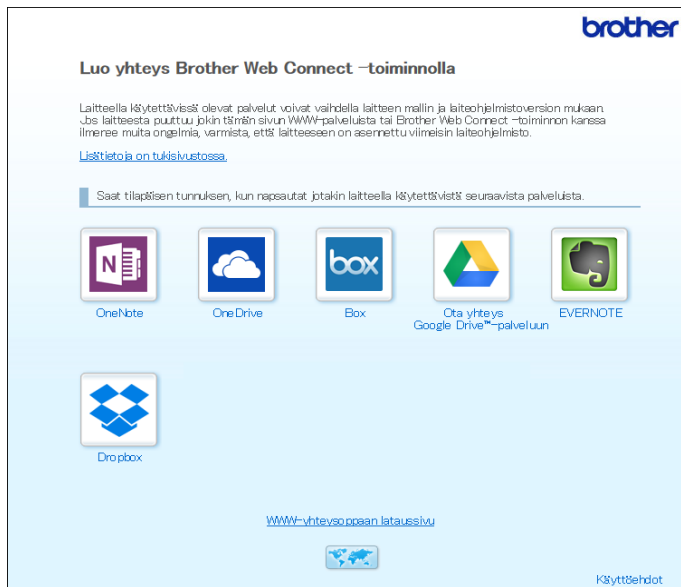 brother
Luo yhteys Brother Web Connect -toiminnolla
Laitteella käytettävissä olevat palvelut voivat vaihdella laitteen mallin ja laiteohjelmistoversion mukaan.
Jos laitteesta puuttuu jokin tämän sivun WWW-palveluista tai Brother Web Connect -toiminnon kanssa
ilmenee muita ongelmia, varmista, että laitteeseen on asennettu viimeisin laiteohjelmisto.
Lisätietoja on tukisivustossa.
Saat tilapäisen tunnuksen, kun napsautat jotakin laitteella käytettävistä seuraavista palveluista.
N
box
OneNote
OneDrive
Box
Ota yhteys
Google Drive™-palveluun
EVERNOTE
Dropbox
WWW-yhteysoppaan lataussivu
Käyttöehdot